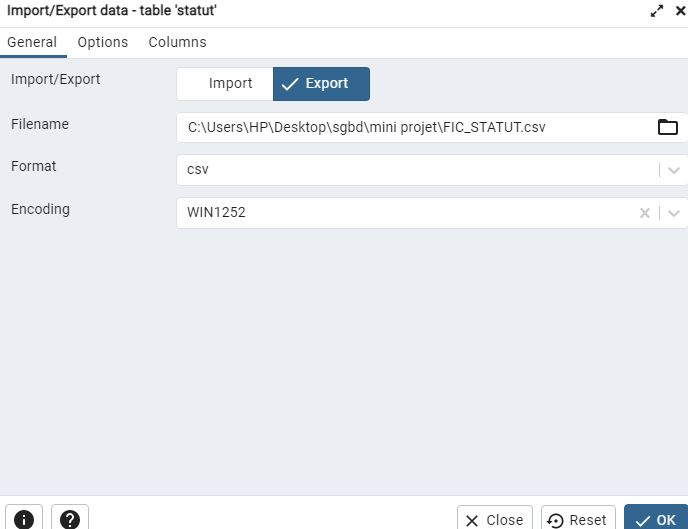 Import/Export data - table 'statut'
General Options Columns
Import/Export Import Export
Filename C:\Users\HP\Desktop\sgbd\mini projet\FIC_STATUT.csv
Format csv
Encoding WIN1252
Close Reset OK